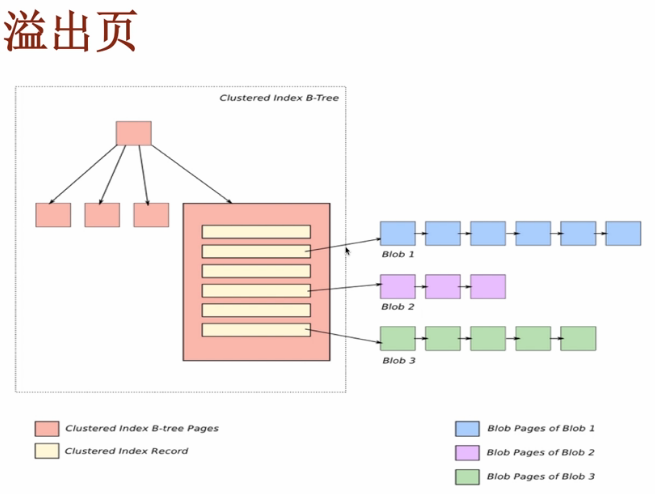 溢出页
Clustered Index B-Tree
Blob 1
Blob 2
Blob 3
Clustered Index B-tree Pages
Clustered Index Record
Blob Pages of Blob 1
Blob Pages of Blob 2
Blob Pages of Blob 3